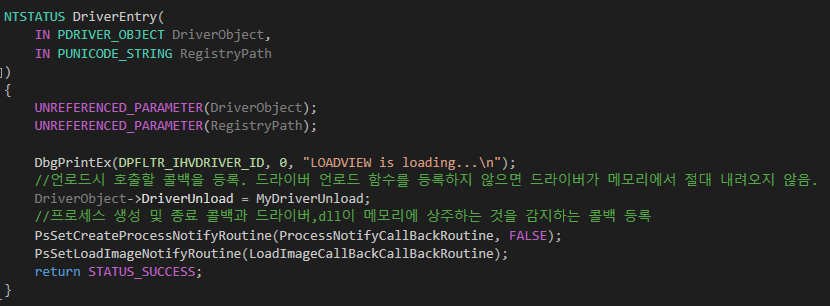 NTSTATUS DriverEntry(
    IN PDRIVER_OBJECT DriverObject,
    IN PUNICODE_STRING RegistryPath
)
{
    UNREFERENCED_PARAMETER(DriverObject);
    UNREFERENCED_PARAMETER(RegistryPath);

    DbgPrintEx(DPFLTR_IHVDRIVER_ID, 0, "LOADVIEW is loading...\n");
    //언로드시 호출할 콜백을 등록. 드라이버 언로드 함수를 등록하지 않으면 드라이버가 메모리에서 절대 내려오지 않음.
    DriverObject->DriverUnload = MyDriverUnload;
    //프로세스 생성 및 종료 콜백과 드라이버,dll이 메모리에 상주하는 것을 감지하는 콜백 등록
    PsSetCreateProcessNotifyRoutine(ProcessNotifyCallBackRoutine, FALSE);
    PsSetLoadImageNotifyRoutine(LoadImageCallBackCallBackRoutine);
    return STATUS_SUCCESS;
}